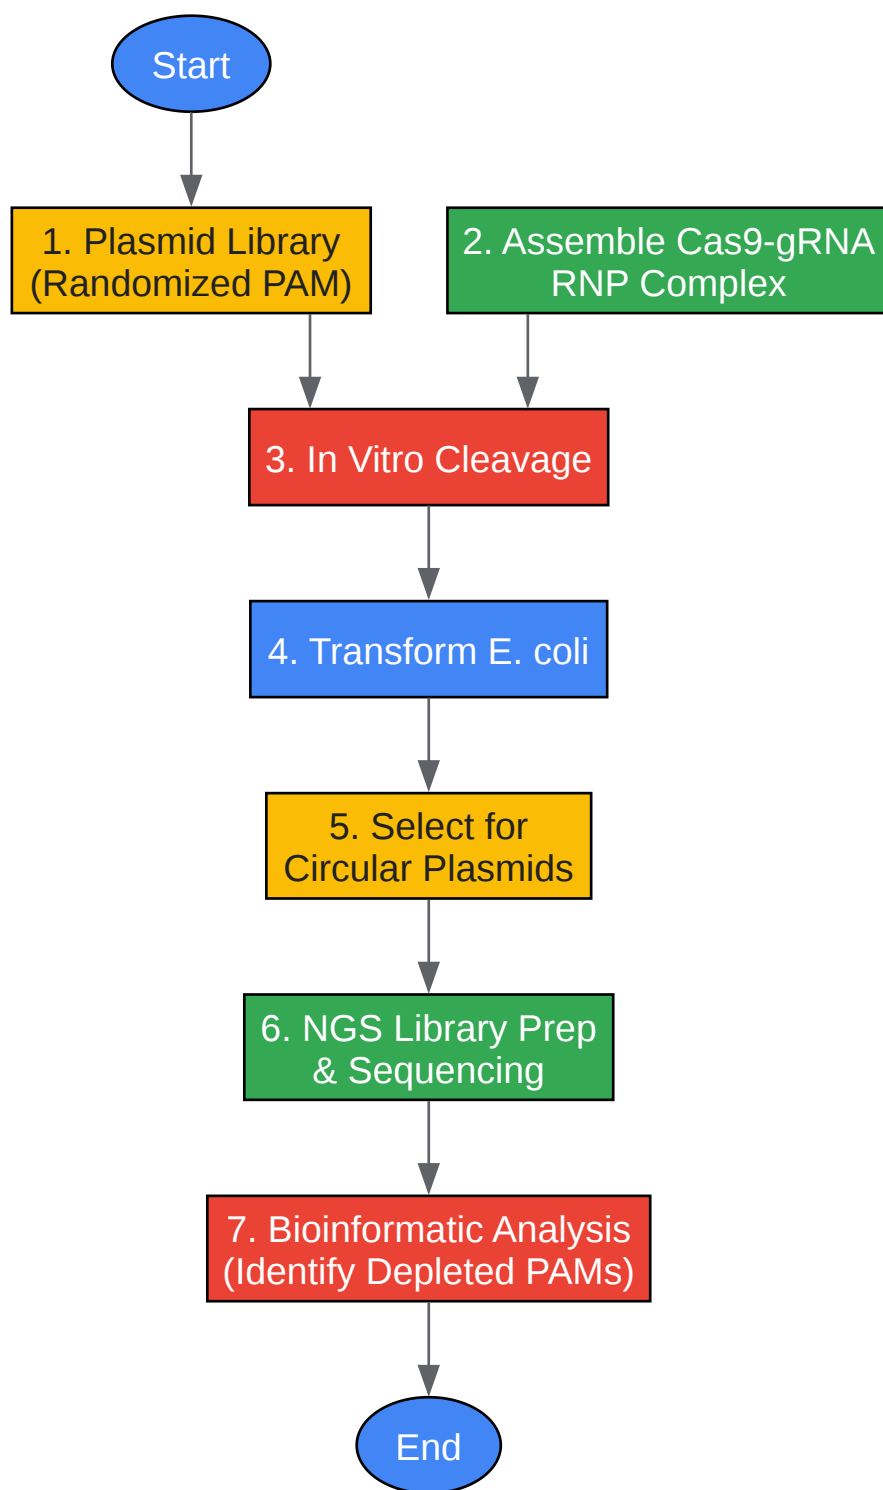 Start
1. Plasmid Library
(Randomized PAM)
2. Assemble Cas9-gRNA
RNP Complex
3. In Vitro Cleavage
4. Transform E. coli
5. Select for
Circular Plasmids
6. NGS Library Prep
& Sequencing
7. Bioinformatic Analysis
(Identify Depleted PAMs)
End